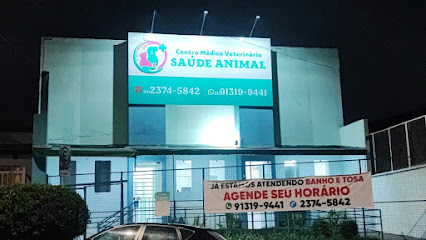 Centro Médico Veterinário
SAÚDE ANIMAL
2374-5842
91319-9441
JÁ ESTAMOS ATENDENDO BANHO E TOSA
AGENDE SEU HORÁRIO
91319-9441 2374-5842